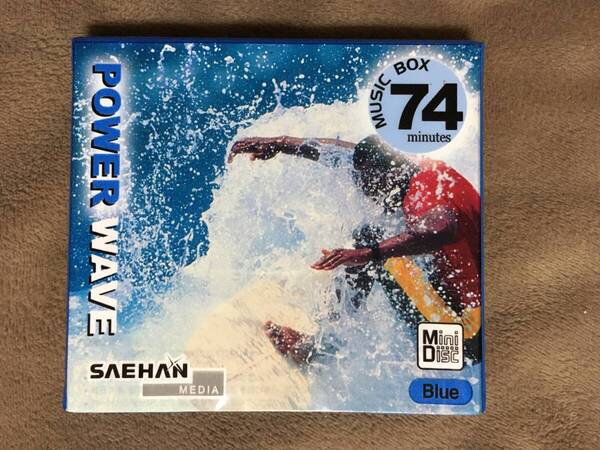 MUSIC BOX
74
minutes
POWER WAVE
SAEHAN
MEDIA
Mini
Disc
Blue